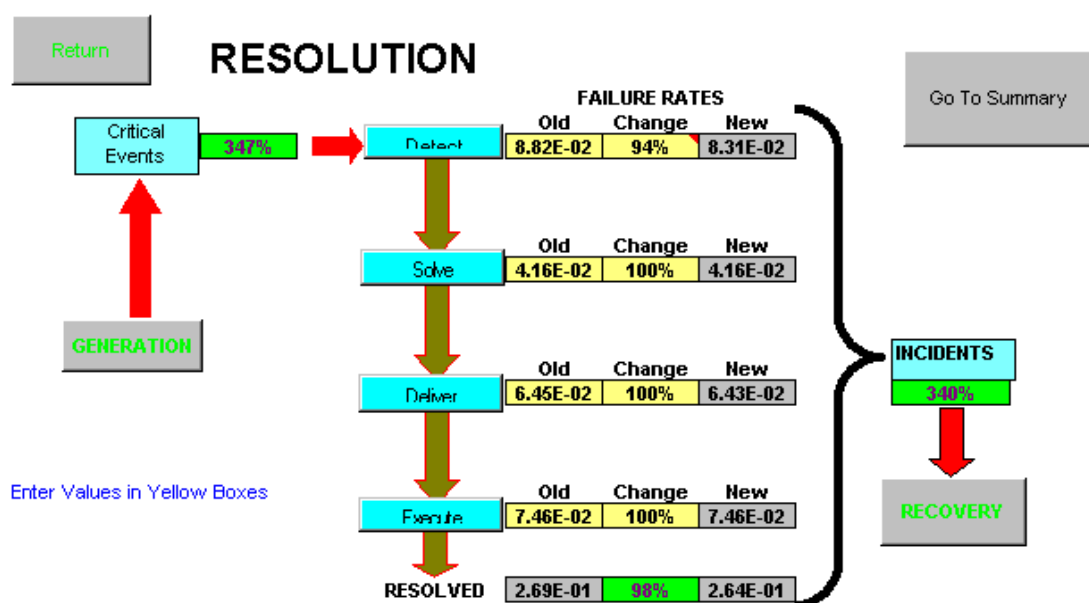 Return
RESOLUTION
Go To Summary
FAILURE RATES
Critical
Events
347%
Old Change New
Detect 8.82E-02 94% 8.31E-02
Old Change New
Solve 4.16E-02 100% 4.16E-02
GENERATION
INCIDENTS
340%
Old Change New
Deliver 6.45E-02 100% 6.43E-02
Enter Values in Yellow Boxes
Old Change New
Execute 7.46E-02 100% 7.46E-02
RECOVERY
RESOLVED 2.69E-01 98% 2.64E-01